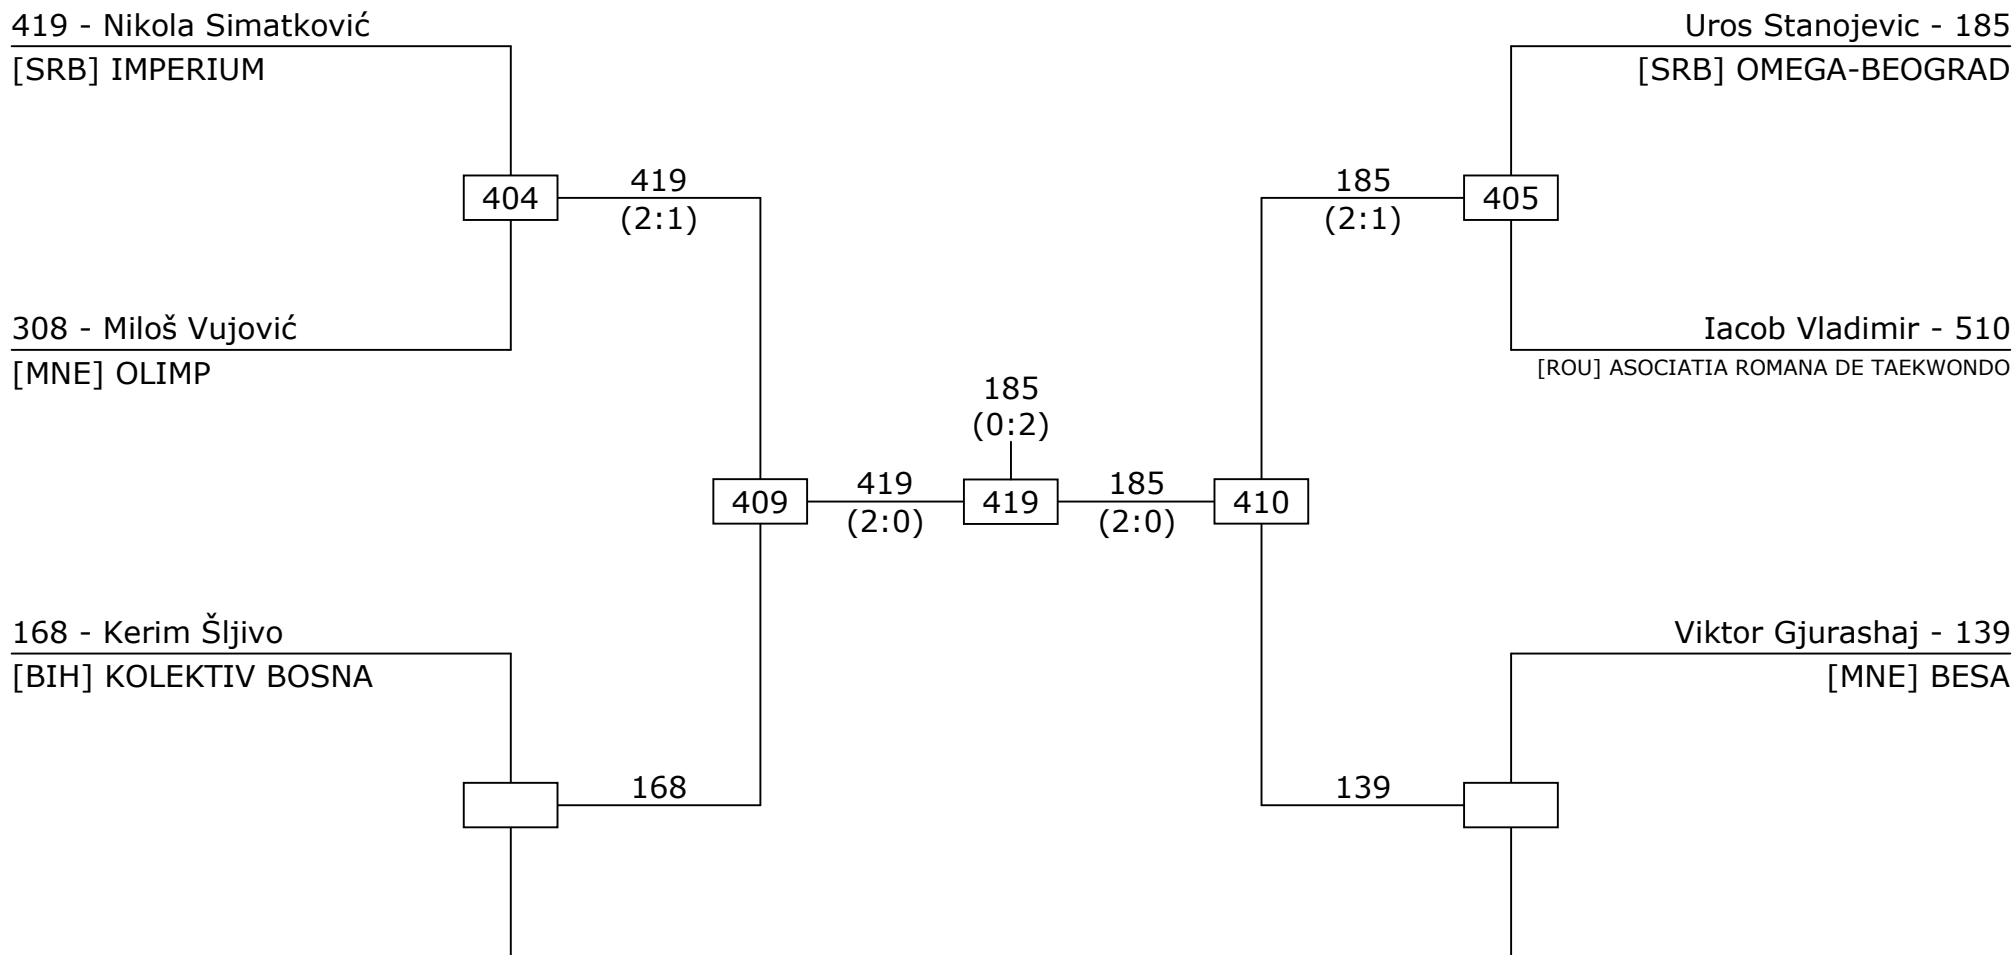 419 - Nikola Simatković
[SRB] IMPERIUM
Uros Stanojevic - 185
[SRB] OMEGA-BEOGRAD
404
419
(2:1)
185
(2:1)
405
308 - Miloš Vujović
[MNE] OLIMP
Iacob Vladimir - 510
[ROU] ASOCIATIA ROMANA DE TAEKWONDO
185
(0:2)
409
419
(2:0)
419
185
(2:0)
410
168 - Kerim Šljivo
[BIH] KOLEKTIV BOSNA
Viktor Gjurashaj - 139
[MNE] BESA
168
139